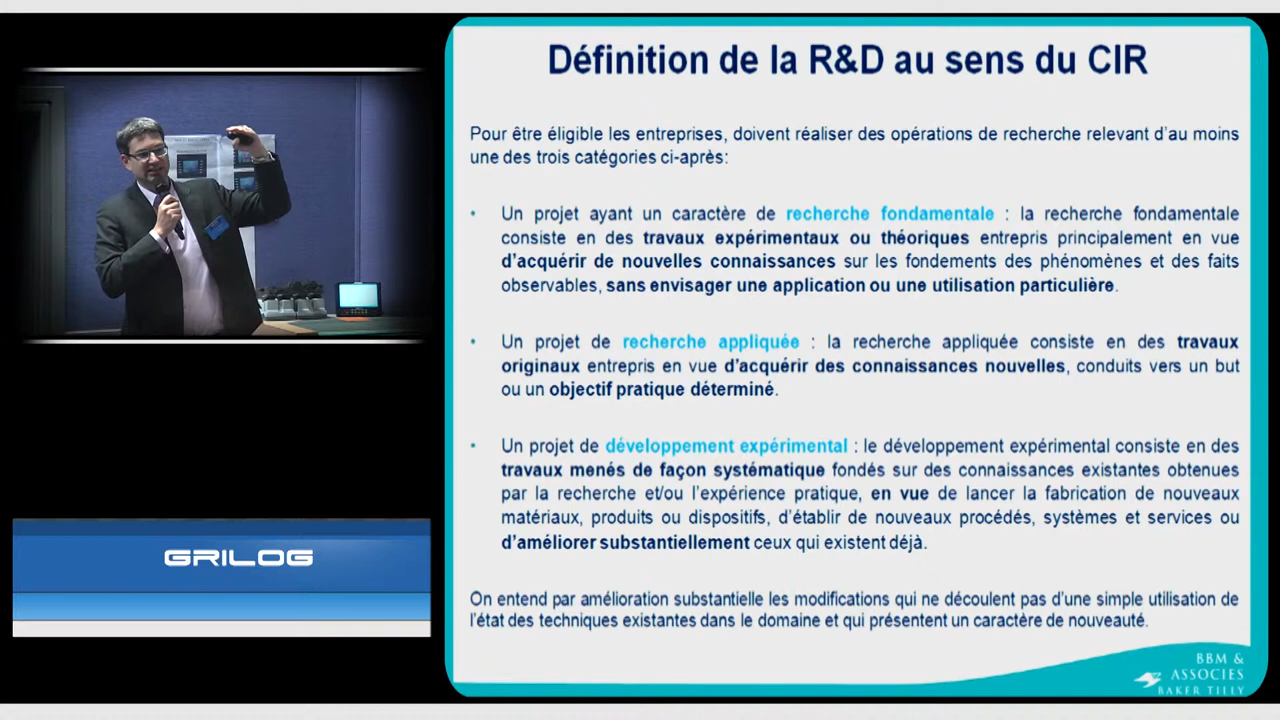 Définition de la R&D au sens du CIR
Pour être éligible les entreprises, doivent réaliser des opérations de recherche relevant d'au moins
une des trois catégories ci-après:
• Un projet ayant un caractère de recherche fondamentale : la recherche fondamentale
consiste en des travaux expérimentaux ou théoriques entrepris principalement en vue
d'acquérir de nouvelles connaissances sur les fondements des phénomènes et des faits
observables, sans envisager une application ou une utilisation particulière.
• Un projet de recherche appliquée : la recherche appliquée consiste en des travaux
originaux entrepris en vue d'acquérir des connaissances nouvelles, conduits vers un but
ou un objectif pratique déterminé.
• Un projet de développement expérimental : le développement expérimental consiste en des
travaux menés de façon systématique fondés sur des connaissances existantes obtenues
par la recherche et/ou l'expérience pratique, en vue de lancer la fabrication de nouveaux
matériaux, produits ou dispositifs, d'établir de nouveaux procédés, systèmes et services ou
d'améliorer substantiellement ceux qui existent déjà.
On entend par amélioration substantielle les modifications qui ne découlent pas d'une simple utilisation de
l'état des techniques existantes dans le domaine et qui présentent un caractère de nouveauté.
BBM &
ASSOCIES
BAKER TILLY
GRILOG